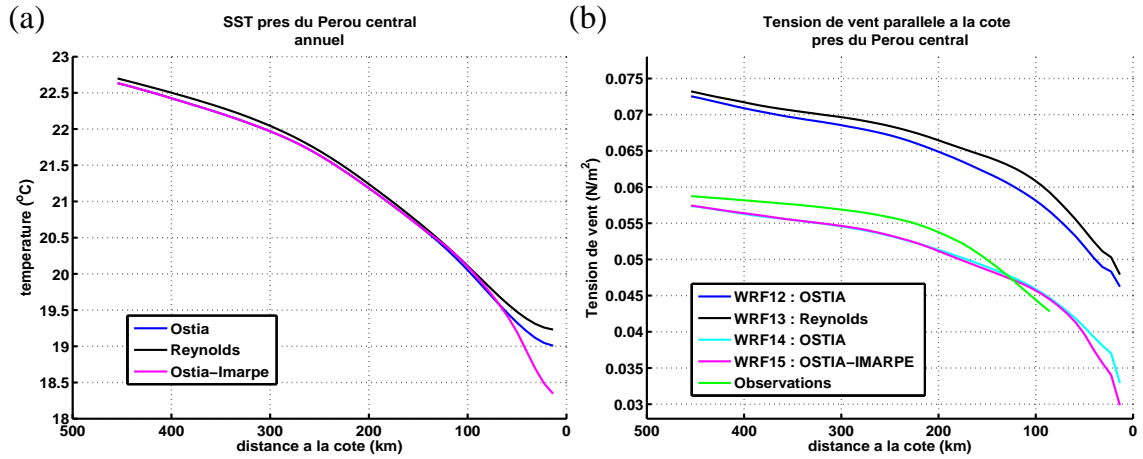 (a)
SST pres du Perou central
annuel
temperature (°C)
23
22.5
22
21.5
21
20.5
20
19.5
19
18.5
18
Ostia
Reynolds
Ostia-Imarpe
500 400 300 200 100 0
distance a la cote (km)
(b)
Tension de vent parallele a la cote
pres du Perou central
Tension de vent (N/m²)
0.075
0.07
0.065
0.06
0.055
0.05
0.045
0.04
0.035
0.03
WRF12 : OSTIA
WRF13 : Reynolds
WRF14 : OSTIA
WRF15 : OSTIA-IMARPE
Observations
500 400 300 200 100 0
distance a la cote (km)